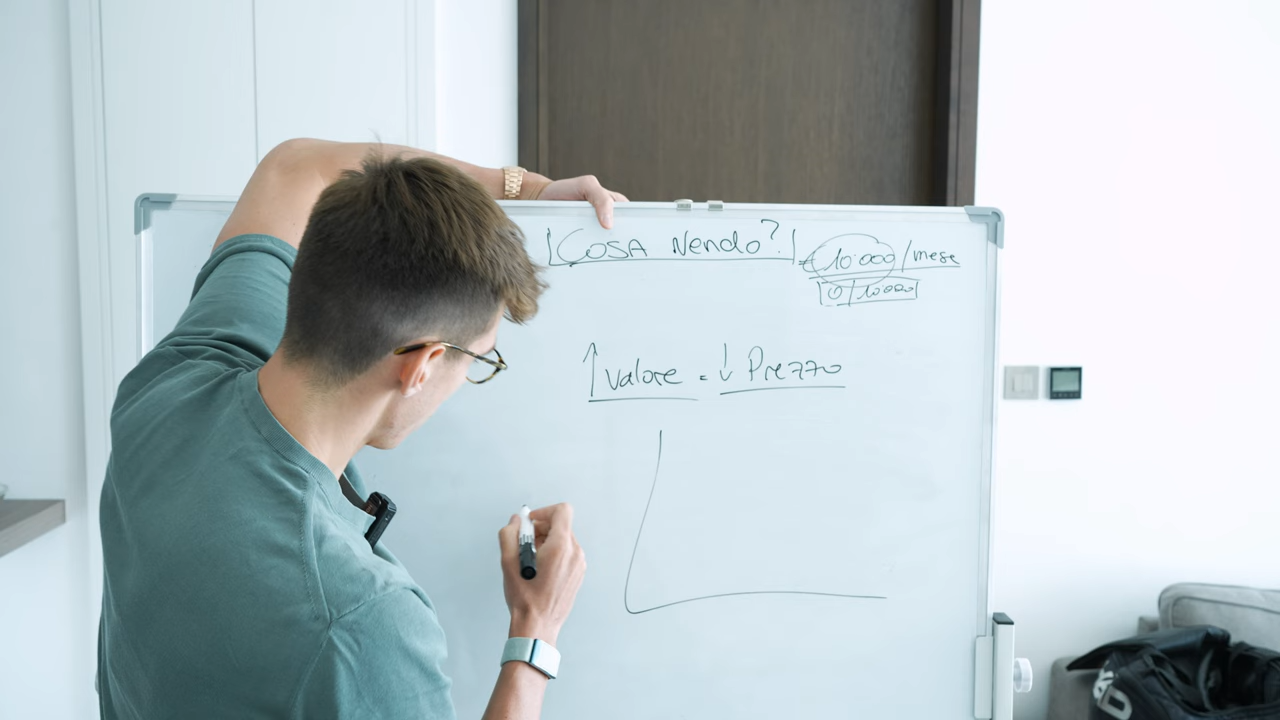 Cosa Vendo? = 10.000 /mese
0/10.000
↑ valore = ↓ Prezzo